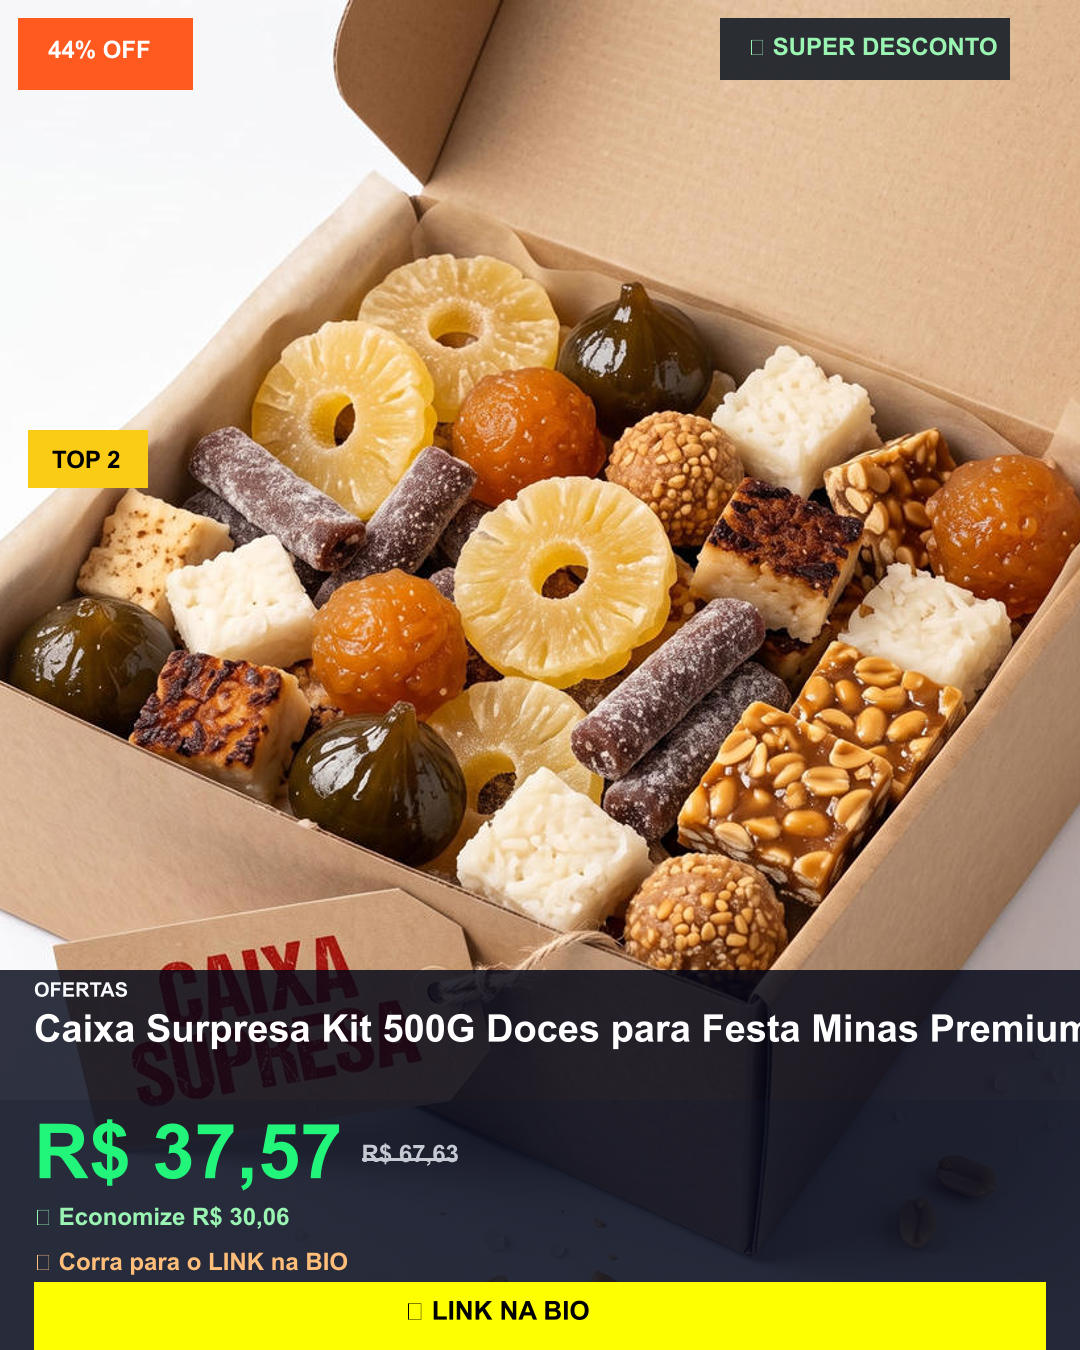 44% OFF
SUPER DESCONTO
TOP 2
CAIXA
SUPRESA
OFERTAS
Caixa Surpresa Kit 500G Doces para Festa Minas Premium
R$ 37,57 R$ 67,63
Economize R$ 30,06
Corra para o LINK na BIO
LINK NA BIO